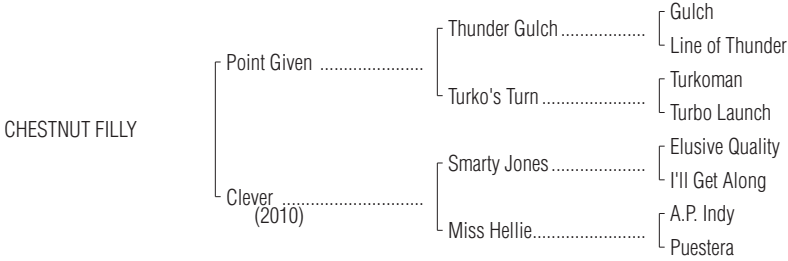 Gulch
Thunder Gulch ..................
Line of Thunder
Point Given ......................
Turkoman
Turko's Turn ......................
Turbo Launch
CHESTNUT FILLY
Elusive Quality
Smarty Jones ....................
I'll Get Along
Clever ..............................
(2010)
A.P. Indy
Miss Hellie........................
Puestera